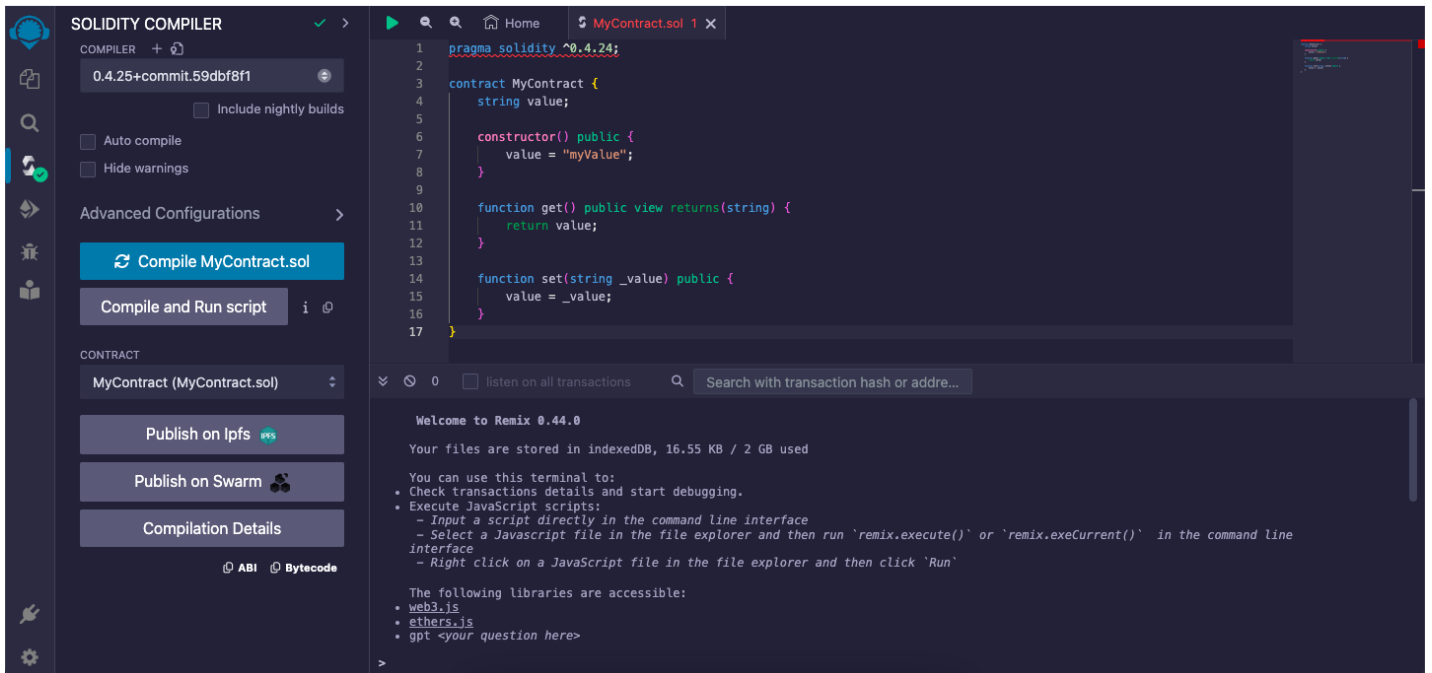 SOLIDITY COMPILER
COMPILER +
0.4.25+commit.59dbf8f1
Include nightly builds
Auto compile
Hide warnings
Advanced Configurations
Compile MyContract.sol
Compile and Run script i
CONTRACT
MyContract (MyContract.sol)
Publish on Ipfs IPFS
Publish on Swarm
Compilation Details
ABI Bytecode
Home MyContract.sol 1
1 pragma solidity ^0.4.24;
2
3 contract MyContract {
4 string value;
5
6 constructor() public {
7 value = "myValue";
8 }
9
10 function get() public view returns(string) {
11 return value;
12 }
13
14 function set(string _value) public {
15 value = _value;
16 }
17 }
0 listen on all transactions Search with transaction hash or addre...
Welcome to Remix 0.44.0
Your files are stored in indexedDB, 16.55 KB / 2 GB used
You can use this terminal to:
• Check transactions details and start debugging.
• Execute JavaScript scripts:
– Input a script directly in the command line interface
– Select a Javascript file in the file explorer and then run `remix.execute()` or `remix.exeCurrent()` in the command line
interface
– Right click on a JavaScript file in the file explorer and then click `Run`
The following libraries are accessible:
• web3.js
• ethers.js
• gpt <your question here>
>